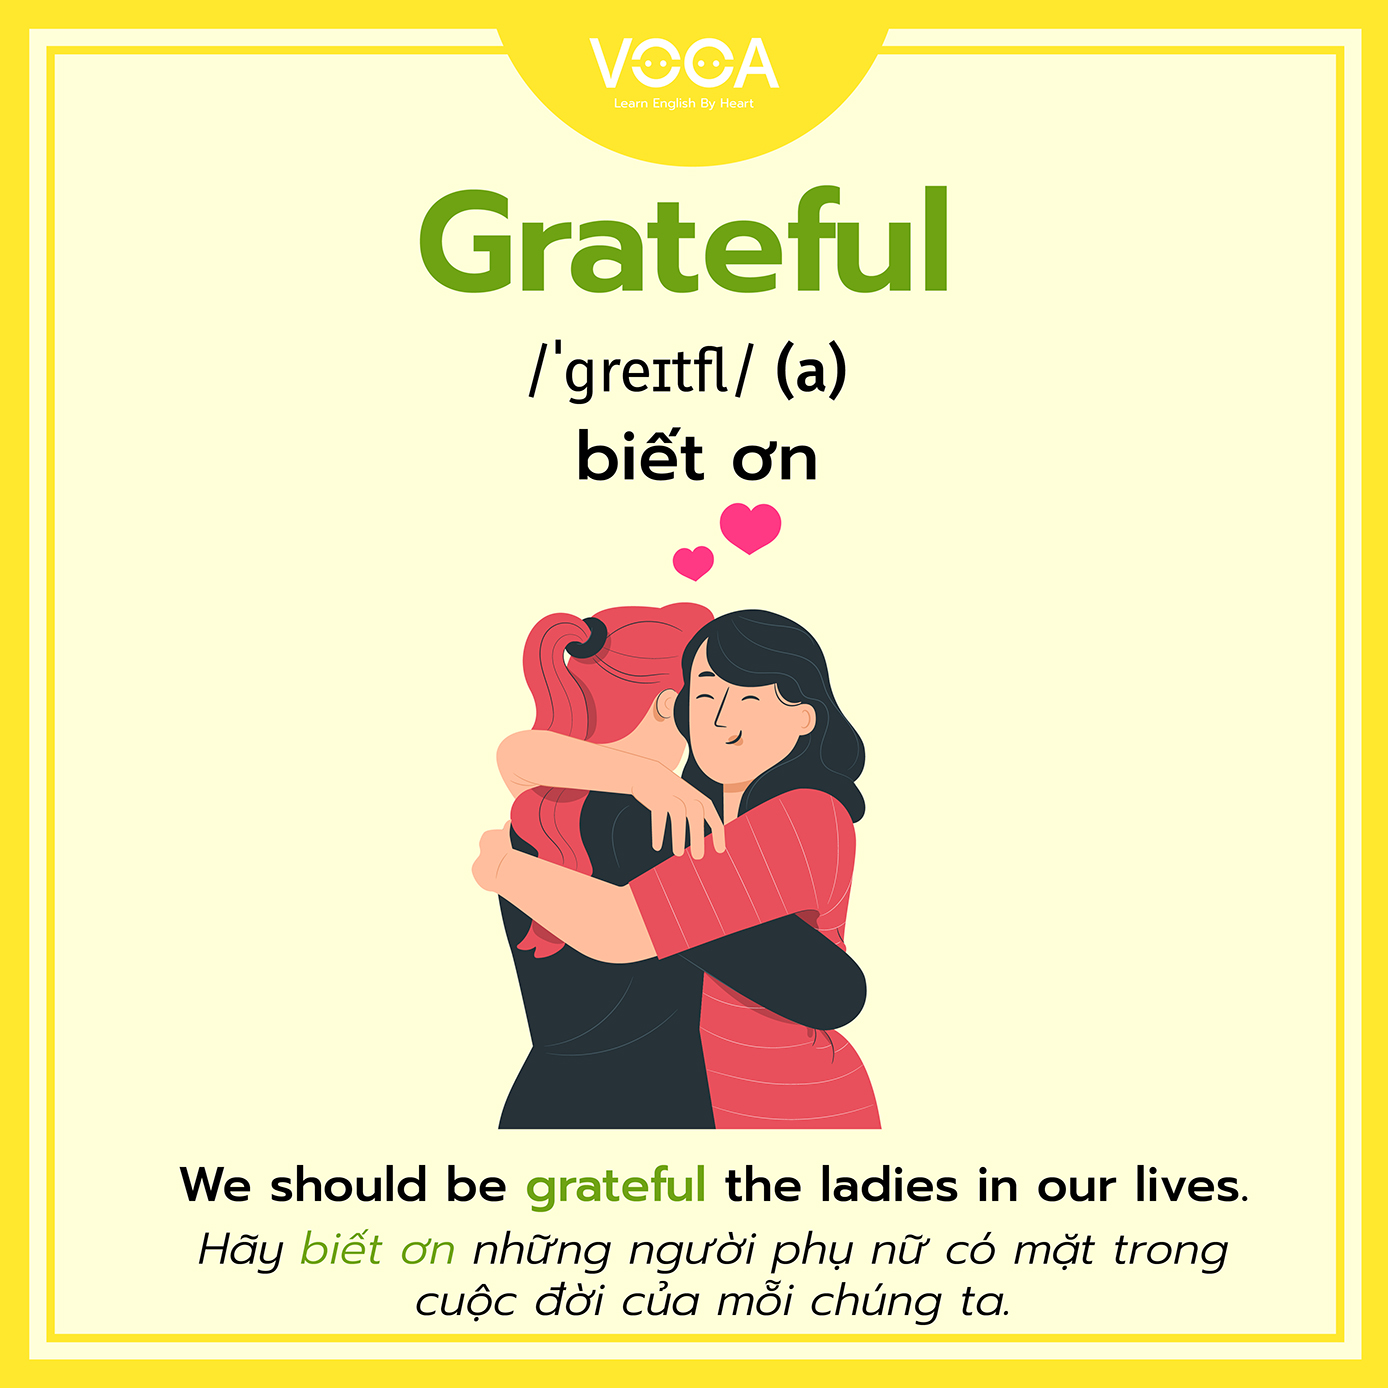 VOCA
Learn English By Heart
Grateful
/ˈɡreɪtfl/ (a)
biết ơn
We should be grateful the ladies in our lives.
Hãy biết ơn những người phụ nữ có mặt trong
cuộc đời của mỗi chúng ta.